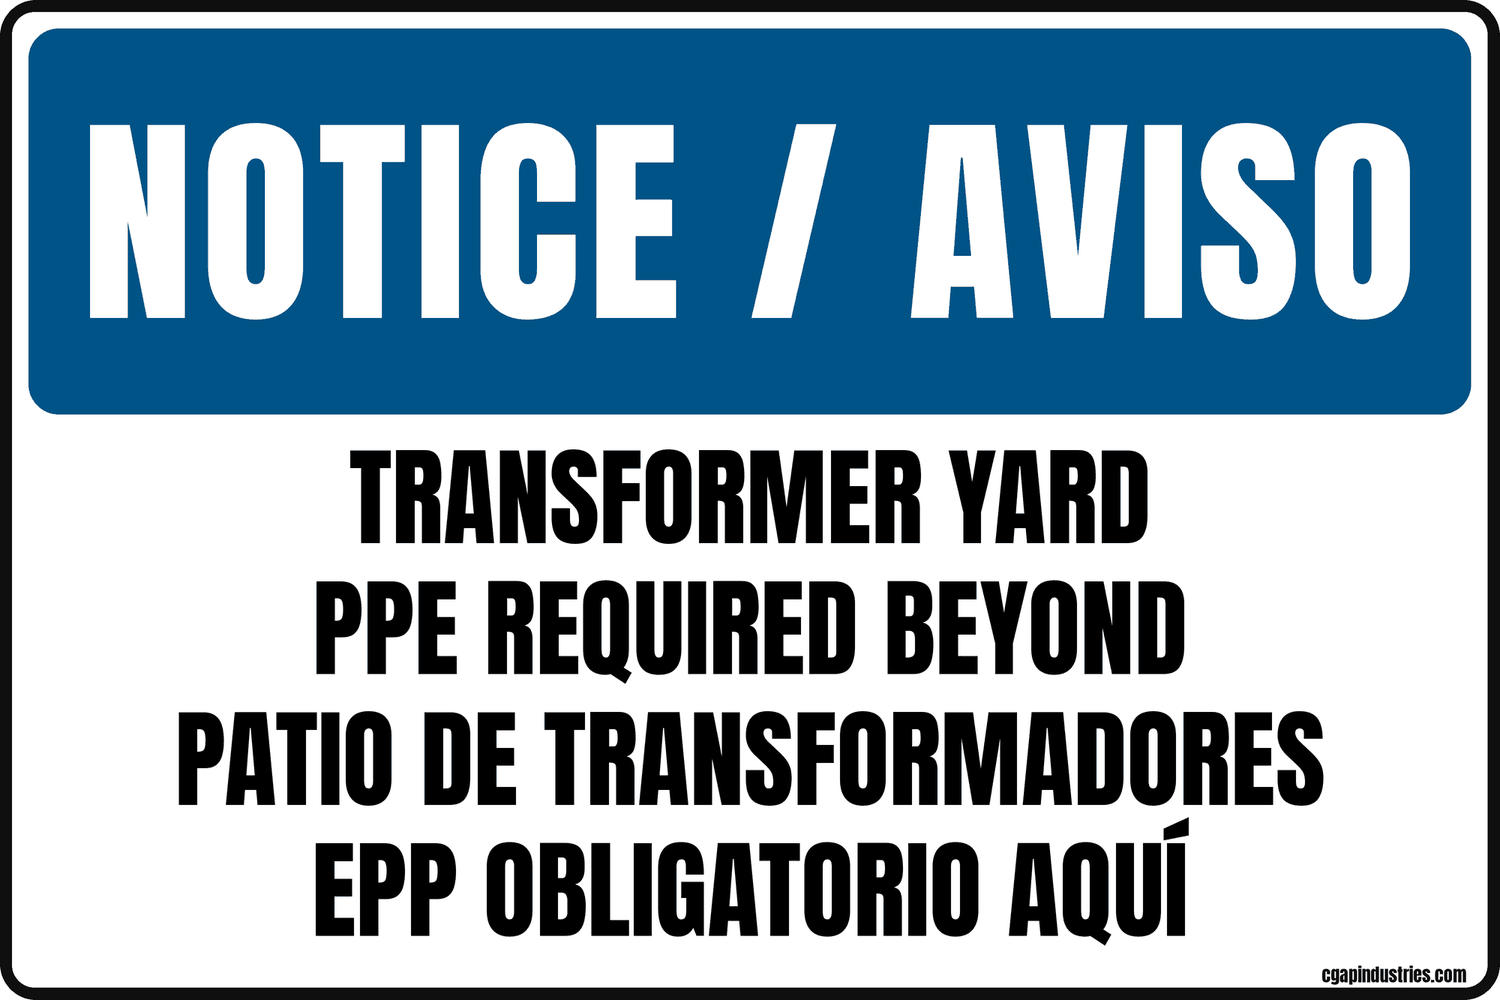 NOTICE / AVISO
TRANSFORMER YARD
PPE REQUIRED BEYOND
PATIO DE TRANSFORMADORES
EPP OBLIGATORIO AQUÍ
cgapindustries.com